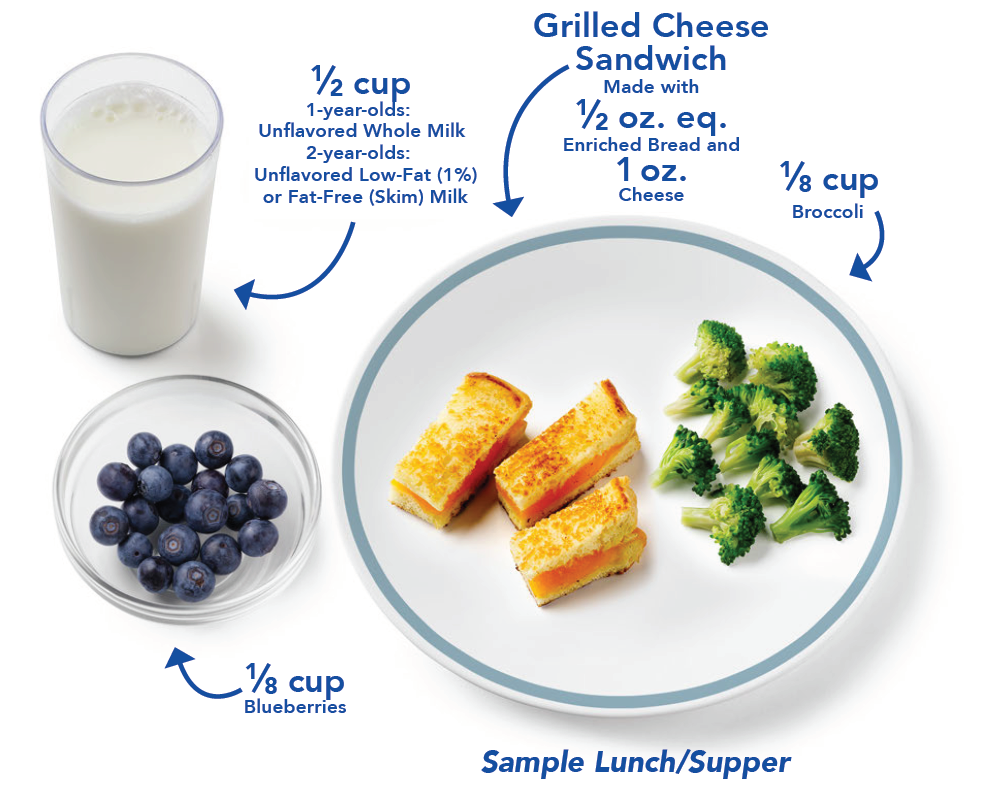 ½ cup
1-year-olds:
Unflavored Whole Milk
2-year-olds:
Unflavored Low-Fat (1%)
or Fat-Free (Skim) Milk
Grilled Cheese
Sandwich
Made with
½ oz. eq.
Enriched Bread and
1 oz.
Cheese
⅛ cup
Broccoli
⅛ cup
Blueberries
Sample Lunch/Supper